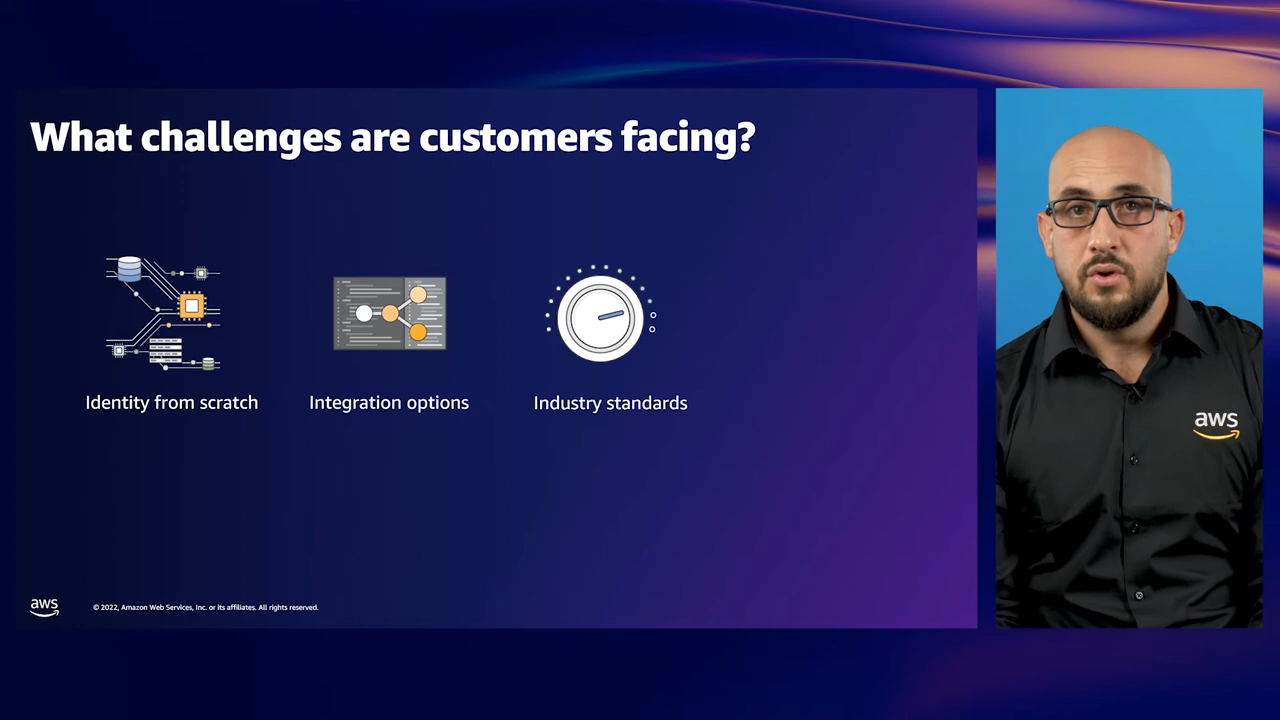 What challenges are customers facing?
Identity from scratch
Integration options
Industry standards
aws
aws
© 2022, Amazon Web Services, Inc. or its affiliates. All rights reserved.